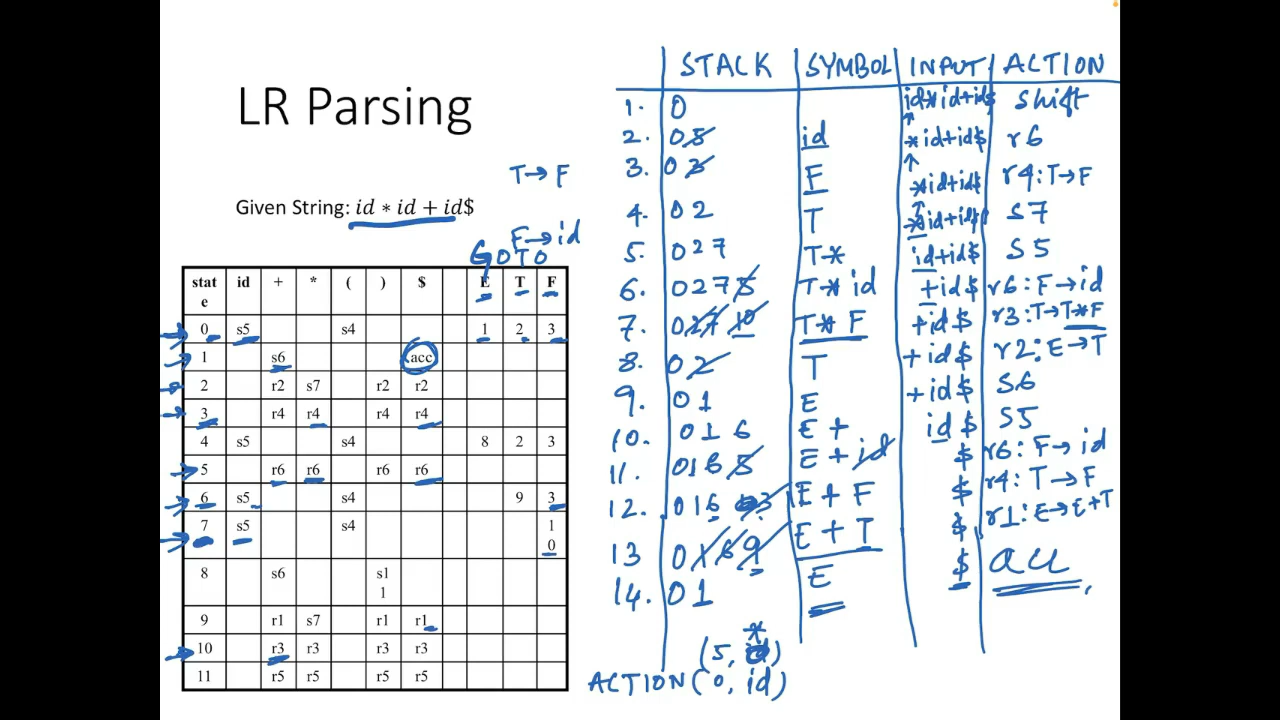 LR Parsing
T→F
Given String: id * id + id$
F→id
GOTO
state id + * ( ) $ E T F
0 s5 s4 1 2 3
1 s6 acc
2 r2 s7 r2 r2
3 r4 r4 r4 r4
4 s5 s4 8 2 3
5 r6 r6 r6 r6
6 s5 s4 9 3
7 s5 s4 10
8 s6 s11
9 r1 s7 r1 r1
10 r3 r3 r3 r3
11 r5 r5 r5 r5
STACK SYMBOL INPUT ACTION
1. 0 id*id+id$ shift
2. 05 id *id+id$ r6
3. 03 F *id+id$ r4:T→F
4. 02 T *id+id$ s7
5. 027 T* id+id$ s5
6. 0275 T* id +id$ r6: F→id
7. 027 10 T* F +id$ r3: T→T*F
8. 02 T +id$ r2: E→T
9. 01 E +id$ s6
10. 016 E+ id$ s5
11. 0165 E+id $ r6: F→id
12. 016 3 E+F $ r4: T→F
13 0169 E+T $ r1: E→E+T
14. 01 E $ acc
*
(5, )
ACTION(0, id)